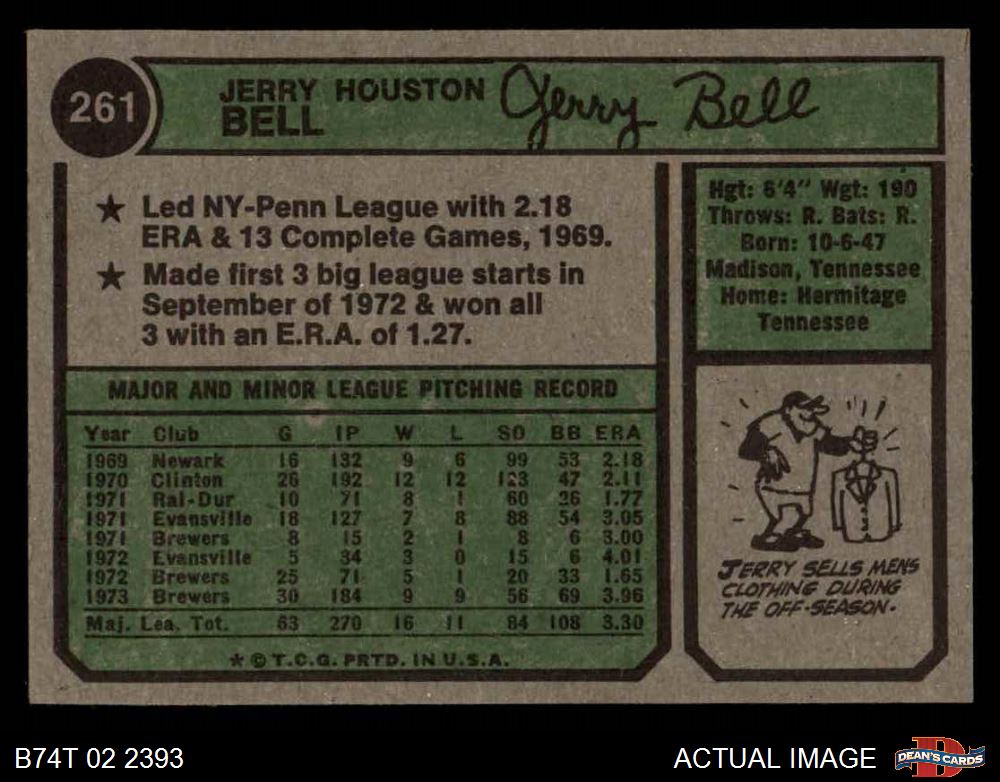 261
JERRY HOUSTON
BELL
Jerry Bell
★ Led NY-Penn League with 2.18
ERA & 13 Complete Games, 1969.
★ Made first 3 big league starts in
September of 1972 & won all
3 with an E.R.A. of 1.27.
Hgt: 6'4" Wgt: 190
Throws: R. Bats: R.
Born: 10-6-47
Madison, Tennessee
Home: Hermitage
Tennessee
MAJOR AND MINOR LEAGUE PITCHING RECORD
Year Club G IP W L SO BB ERA
1969 Newark 16 132 9 6 99 53 2.18
1970 Clinton 26 192 12 12 123 47 2.11
1971 Ral-Dur 10 71 8 1 60 26 1.77
1971 Evansville 18 127 7 8 88 54 3.05
1971 Brewers 8 15 2 1 8 6 3.00
1972 Evansville 5 34 3 0 15 6 4.01
1972 Brewers 25 71 5 1 20 33 1.65
1973 Brewers 30 184 9 9 56 69 3.96
Maj. Lea. Tot. 63 270 16 11 84 108 3.30
★ © T.C.G. PRTD. IN U.S.A.
JERRY SELLS MENS
CLOTHING DURING
THE OFF-SEASON.
B74T 02 2393
ACTUAL IMAGE
D
DEAN'S CARDS